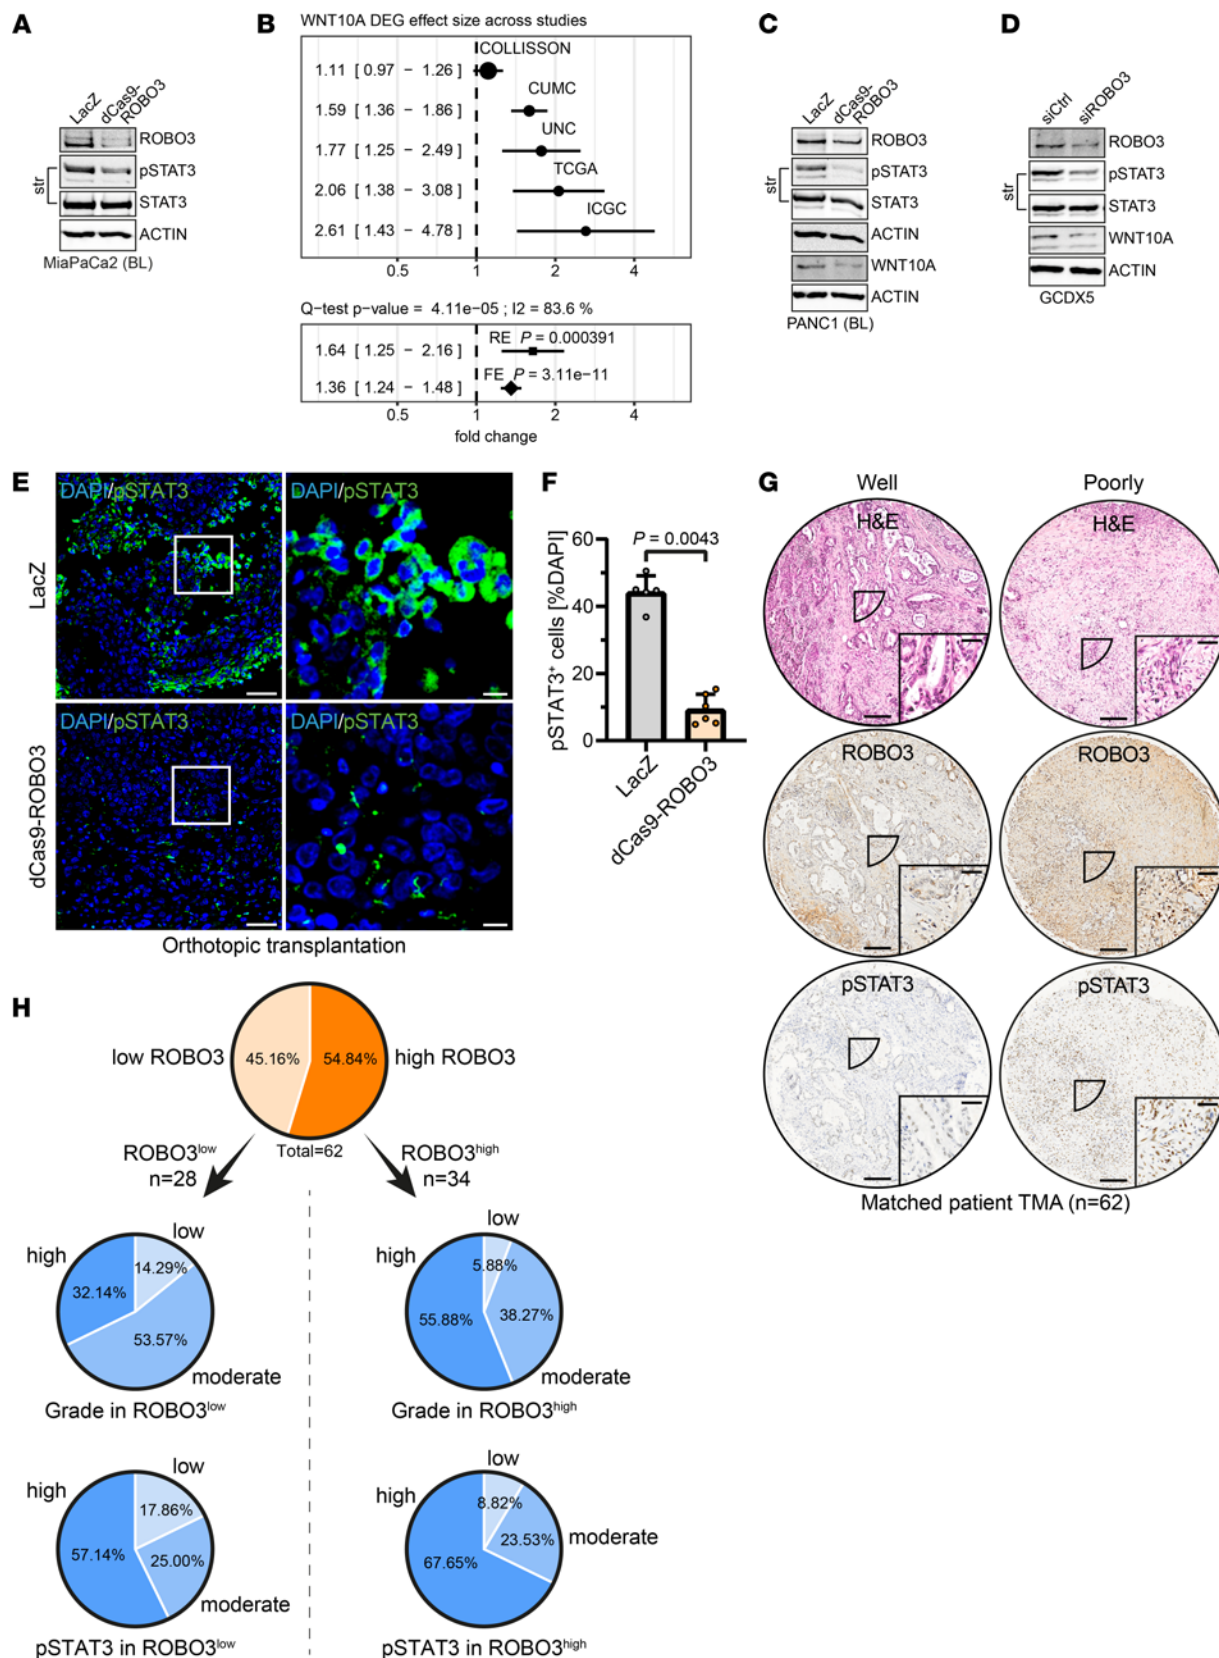 A
LacZ
dCas9-
ROBO3
ROBO3
pSTAT3
str
STAT3
ACTIN
MiaPaCa2 (BL)
B
WNT10A DEG effect size across studies
COLLISSON
1.11 [ 0.97 − 1.26 ]
CUMC
1.59 [ 1.36 − 1.86 ]
UNC
1.77 [ 1.25 − 2.49 ]
TCGA
2.06 [ 1.38 − 3.08 ]
ICGC
2.61 [ 1.43 − 4.78 ]
0.5 1 2 4
Q−test p−value = 4.11e−05 ; I2 = 83.6 %
RE P = 0.000391
1.64 [ 1.25 − 2.16 ]
FE P = 3.11e−11
1.36 [ 1.24 − 1.48 ]
0.5 1 2 4
fold change
C
LacZ
dCas9-
ROBO3
ROBO3
pSTAT3
str
STAT3
ACTIN
WNT10A
ACTIN
PANC1 (BL)
D
siCtrl
siROBO3
ROBO3
pSTAT3
str
STAT3
WNT10A
ACTIN
GCDX5
E
DAPI/pSTAT3
DAPI/pSTAT3
LacZ
DAPI/pSTAT3
DAPI/pSTAT3
dCas9-ROBO3
Orthotopic transplantation
F
P = 0.0043
pSTAT3⁺ cells [%DAPI]
60
40
20
0
LacZ
dCas9-ROBO3
G
Well
Poorly
H&E
H&E
ROBO3
ROBO3
pSTAT3
pSTAT3
Matched patient TMA (n=62)
H
low ROBO3
45.16%
54.84%
high ROBO3
Total=62
ROBO3low
n=28
ROBO3high
n=34
low
high
14.29%
32.14%
53.57%
moderate
Grade in ROBO3low
low
high
5.88%
55.88%
38.27%
moderate
Grade in ROBO3high
low
high
17.86%
57.14%
25.00%
moderate
pSTAT3 in ROBO3low
low
high
8.82%
moderate
23.53%
67.65%
pSTAT3 in ROBO3high